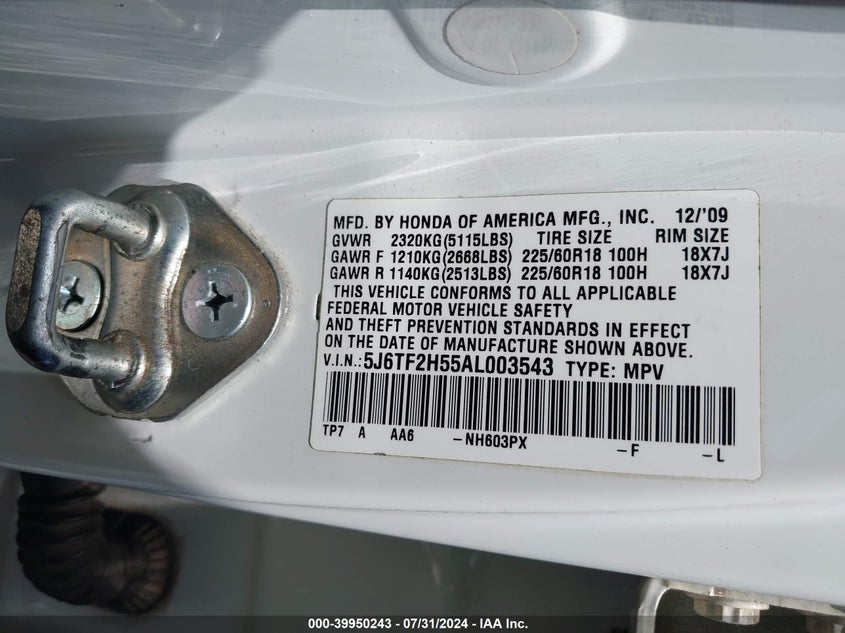 MFD. BY HONDA OF AMERICA MFG., INC. 12/'09
GVWR 2320KG(5115LBS) TIRE SIZE RIM SIZE
GAWR F 1210KG(2668LBS) 225/60R18 100H 18X7J
GAWR R 1140KG(2513LBS) 225/60R18 100H 18X7J
THIS VEHICLE CONFORMS TO ALL APPLICABLE
FEDERAL MOTOR VEHICLE SAFETY
AND THEFT PREVENTION STANDARDS IN EFFECT
ON THE DATE OF MANUFACTURE SHOWN ABOVE.
V.I.N.:5J6TF2H55AL003543 TYPE: MPV
TP7 A AA6 -NH603PX -F -L
000-39950243 - 07/31/2024 - IAA Inc.